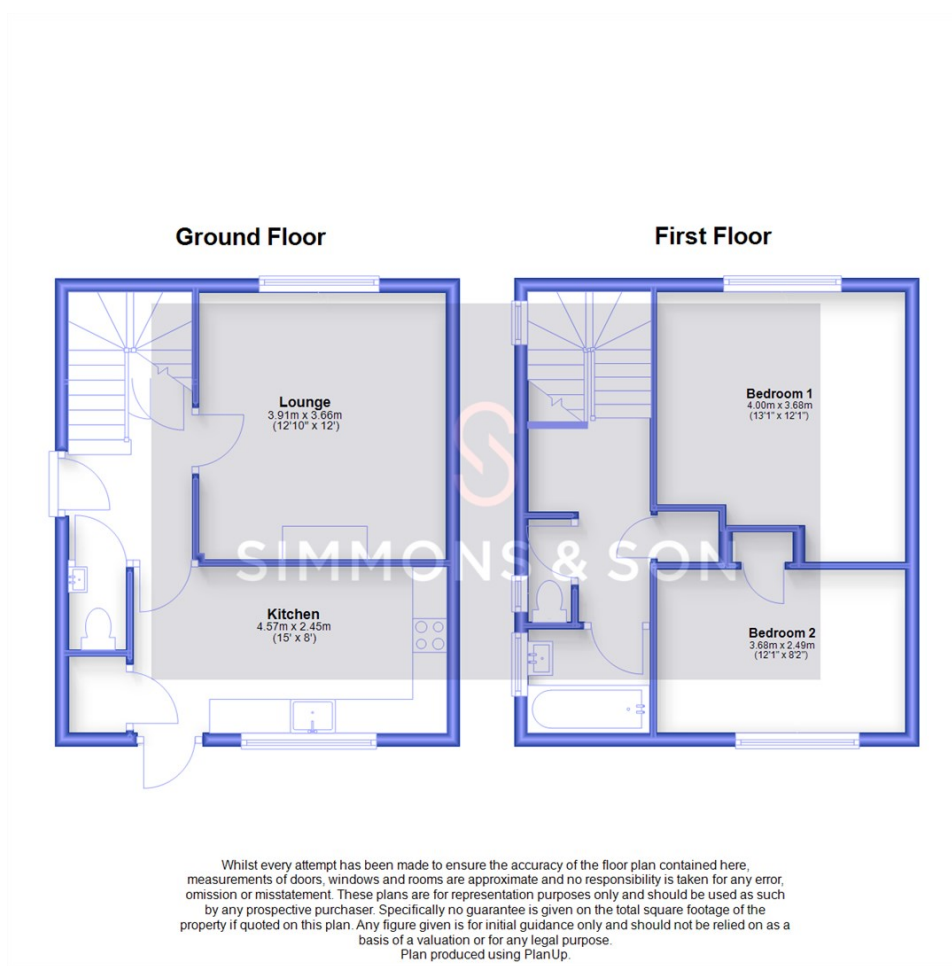 Ground Floor
First Floor
Lounge
3.91m x 3.66m
(12'10" x 12')
Bedroom 1
4.00m x 3.68m
(13'1" x 12'1")
SIMMONS & SON
Kitchen
4.57m x 2.45m
(15' x 8')
Bedroom 2
3.68m x 2.49m
(12'1" x 8'2")
Whilst every attempt has been made to ensure the accuracy of the floor plan contained here,
measurements of doors, windows and rooms are approximate and no responsibility is taken for any error,
omission or misstatement. These plans are for representation purposes only and should be used as such
by any prospective purchaser. Specifically no guarantee is given on the total square footage of the
property if quoted on this plan. Any figure given is for initial guidance only and should not be relied on as a
basis of a valuation or for any legal purpose.
Plan produced using PlanUp.